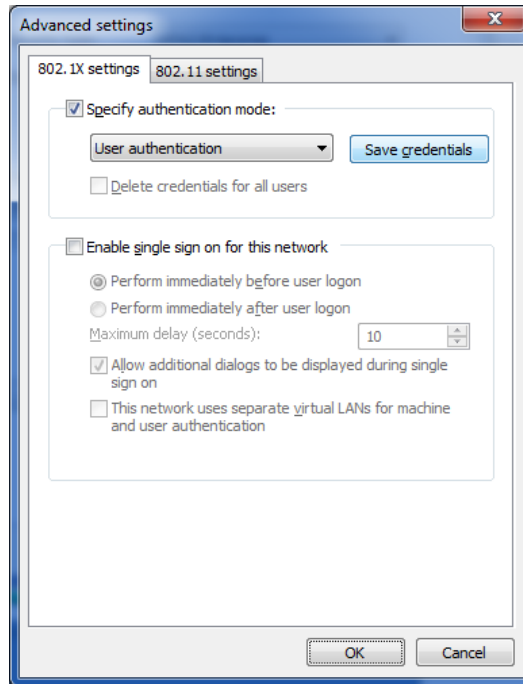 Advanced settings
802.1X settings
802.11 settings
Specify authentication mode:
User authentication
Save credentials
Delete credentials for all users
Enable single sign on for this network
Perform immediately before user logon
Perform immediately after user logon
Maximum delay (seconds):
10
Allow additional dialogs to be displayed during single
sign on
This network uses separate virtual LANs for machine
and user authentication
OK
Cancel